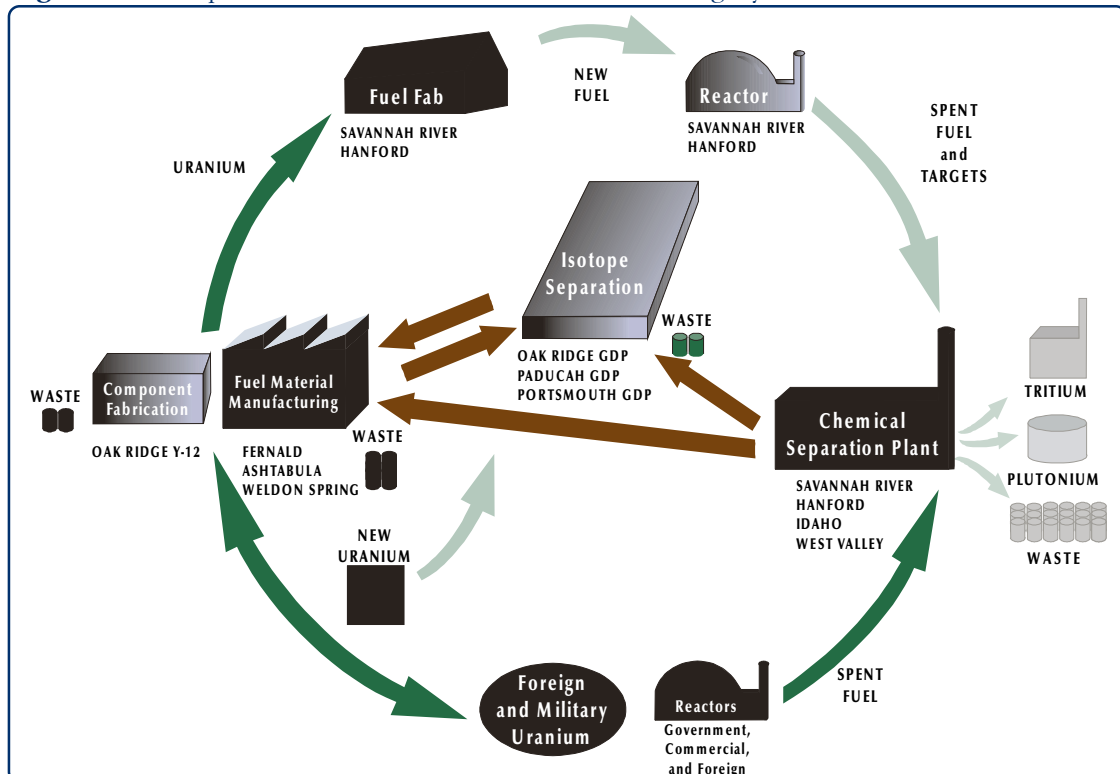 Fuel Fab
SAVANNAH RIVER
HANFORD
NEW
FUEL
Reactor
SAVANNAH RIVER
HANFORD
SPENT
FUEL
and
TARGETS
URANIUM
Isotope
Separation
WASTE
OAK RIDGE GDP
PADUCAH GDP
PORTSMOUTH GDP
WASTE
Component
Fabrication
OAK RIDGE Y-12
Fuel Material
Manufacturing
FERNALD
ASHTABULA
WELDON SPRING
WASTE
Chemical
Separation Plant
SAVANNAH RIVER
HANFORD
IDAHO
WEST VALLEY
TRITIUM
PLUTONIUM
WASTE
NEW
URANIUM
Foreign
and Military
Uranium
Reactors
Government,
Commercial,
and Foreign
SPENT
FUEL